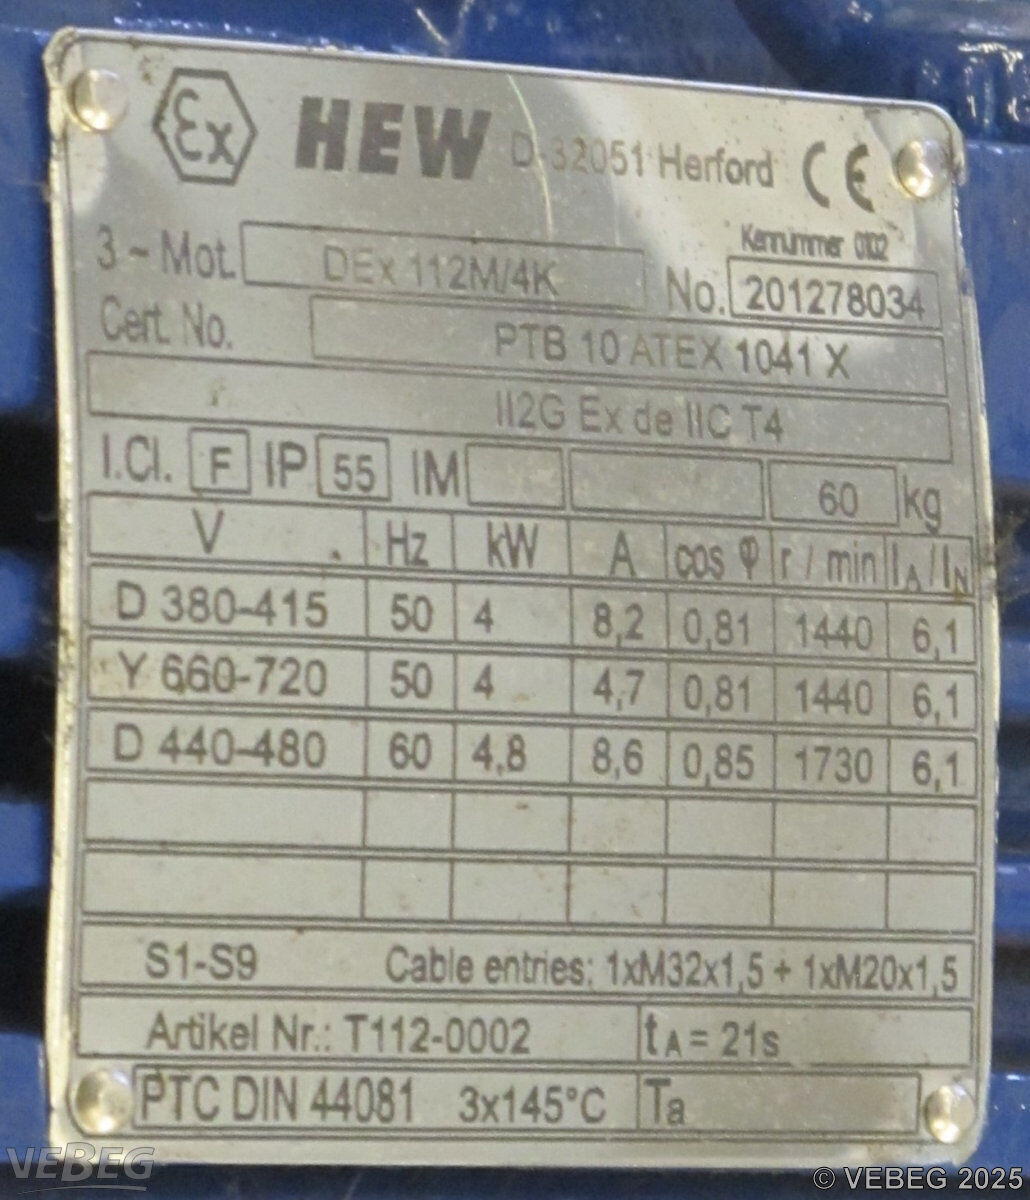 Ex HEW D-32051 Herford CE
Kennummer 0102
3 ~ Mot. DEx 112M/4K No. 201278034
Cert. No. PTB 10 ATEX 1041 X
II2G Ex de IIC T4
I.Cl. F IP 55 IM 60 kg
V Hz kW A cos φ r / min IA/IN
D 380-415 50 4 8,2 0,81 1440 6,1
Y 660-720 50 4 4,7 0,81 1440 6,1
D 440-480 60 4,8 8,6 0,85 1730 6,1
S1-S9 Cable entries: 1xM32x1,5 + 1xM20x1,5
Artikel Nr.: T112-0002 tA = 21s
PTC DIN 44081 3x145°C Ta
VEBEG
© VEBEG 2025